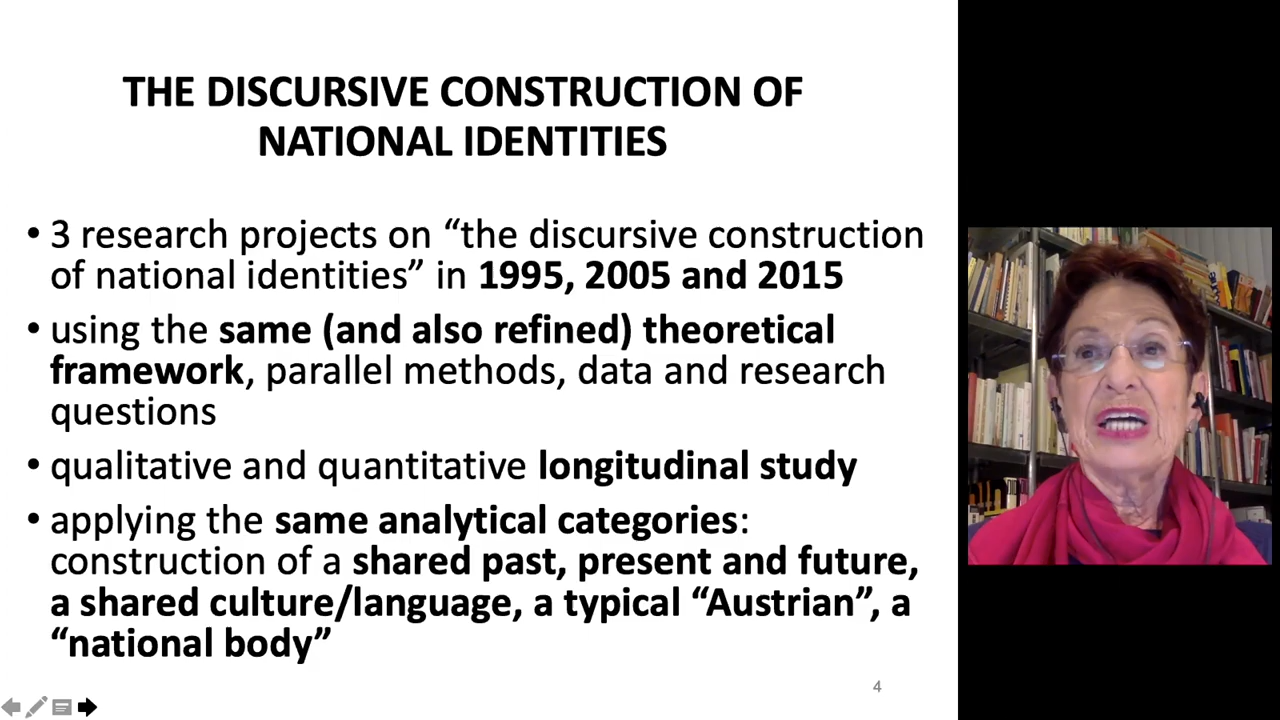 THE DISCURSIVE CONSTRUCTION OF
NATIONAL IDENTITIES
• 3 research projects on “the discursive construction
of national identities” in 1995, 2005 and 2015
• using the same (and also refined) theoretical
framework, parallel methods, data and research
questions
• qualitative and quantitative longitudinal study
• applying the same analytical categories:
construction of a shared past, present and future,
a shared culture/language, a typical “Austrian”, a
“national body”
4